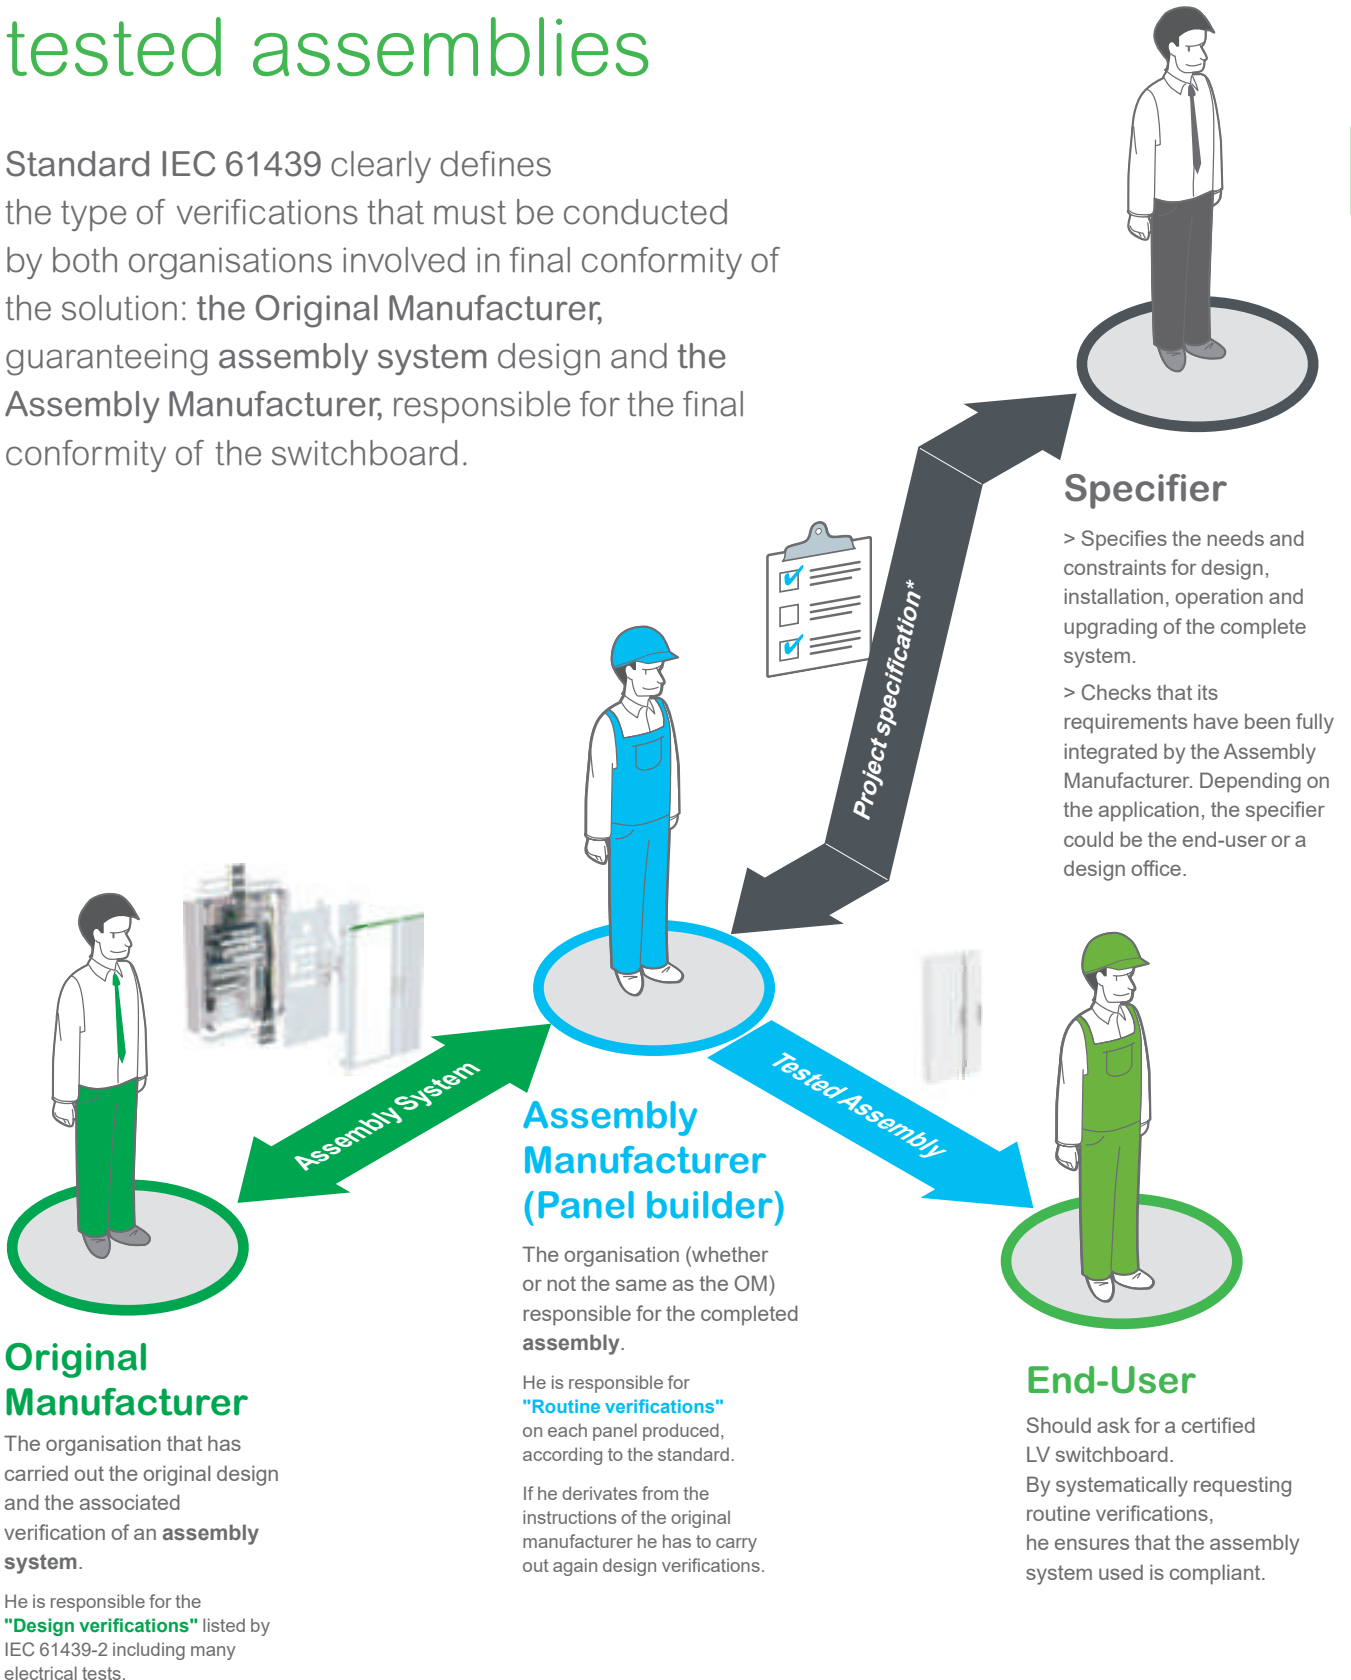 tested assemblies
Standard IEC 61439 clearly defines
the type of verifications that must be conducted
by both organisations involved in final conformity of
the solution: the Original Manufacturer,
guaranteeing assembly system design and the
Assembly Manufacturer, responsible for the final
conformity of the switchboard.
Specifier
> Specifies the needs and
constraints for design,
installation, operation and
upgrading of the complete
system.
> Checks that its
requirements have been fully
integrated by the Assembly
Manufacturer. Depending on
the application, the specifier
could be the end-user or a
design office.
Project specification*
Assembly System
Tested Assembly
Assembly
Manufacturer
(Panel builder)
The organisation (whether
or not the same as the OM)
responsible for the completed
assembly.
He is responsible for
"Routine verifications"
on each panel produced,
according to the standard.
If he derivates from the
instructions of the original
manufacturer he has to carry
out again design verifications.
Original
Manufacturer
The organisation that has
carried out the original design
and the associated
verification of an assembly
system.
He is responsible for the
"Design verifications" listed by
IEC 61439-2 including many
electrical tests.
End-User
Should ask for a certified
LV switchboard.
By systematically requesting
routine verifications,
he ensures that the assembly
system used is compliant.